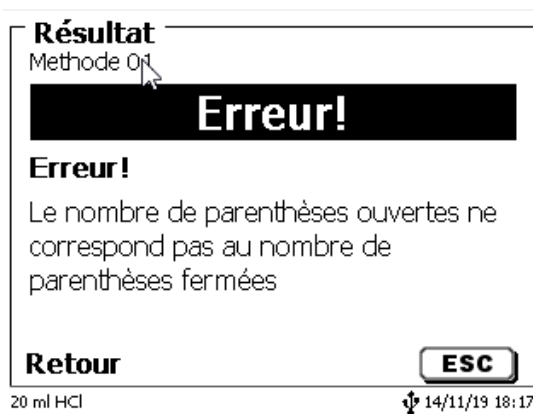 Résultat
Methode 01
Erreur!
Erreur!
Le nombre de parenthèses ouvertes ne
correspond pas au nombre de
parenthèses fermées
Retour ESC
20 ml HCl 14/11/19 18:17